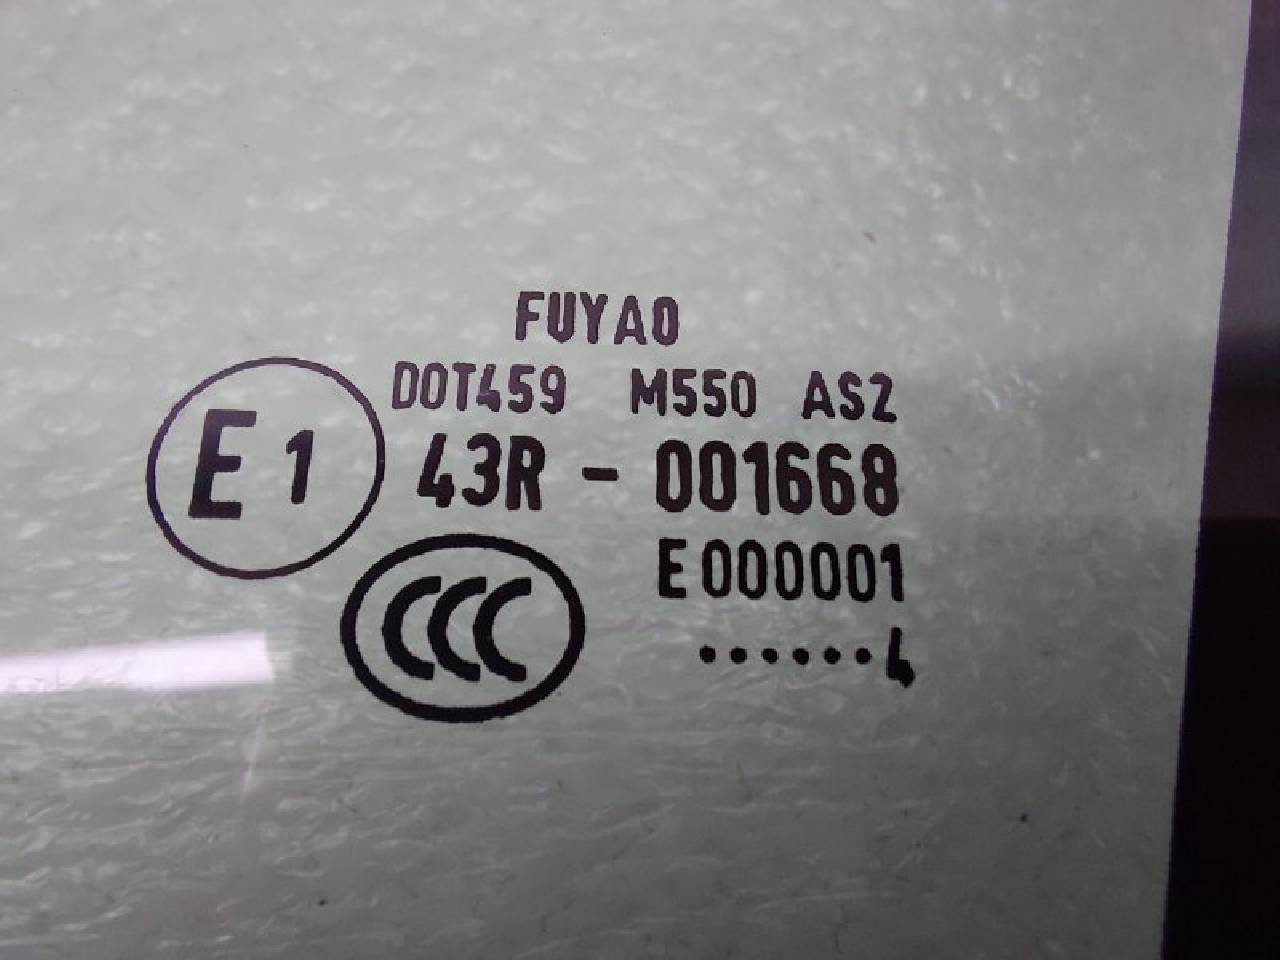 FUYAO
DOT459 M550 AS2
E1
43R - 001668
E000001
CCC
······4